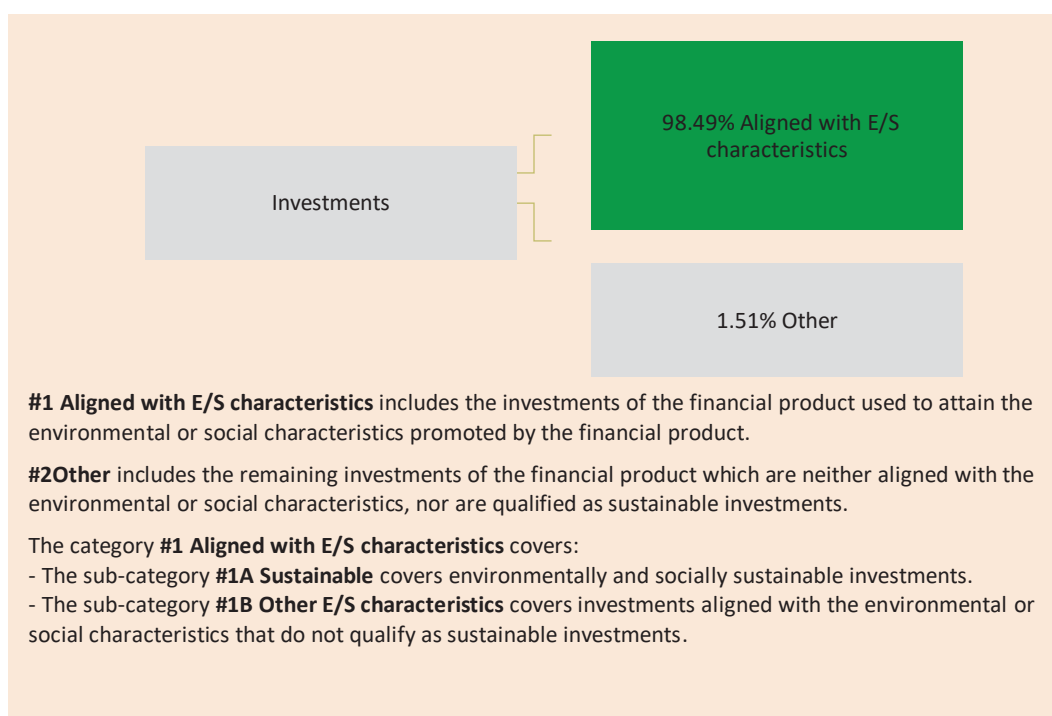 98.49% Aligned with E/S
characteristics
Investments
1.51% Other
#1 Aligned with E/S characteristics includes the investments of the financial product used to attain the
environmental or social characteristics promoted by the financial product.
#2Other includes the remaining investments of the financial product which are neither aligned with the
environmental or social characteristics, nor are qualified as sustainable investments.
The category #1 Aligned with E/S characteristics covers:
- The sub-category #1A Sustainable covers environmentally and socially sustainable investments.
- The sub-category #1B Other E/S characteristics covers investments aligned with the environmental or
social characteristics that do not qualify as sustainable investments.